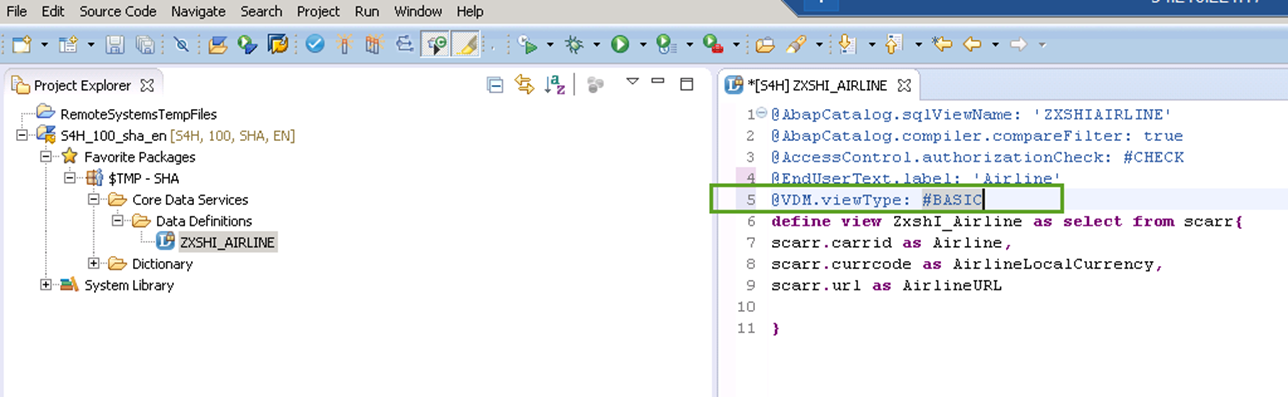 File Edit Source Code Navigate Search Project Run Window Help
Project Explorer
RemoteSystemsTempFiles
S4H_100_sha_en [S4H, 100, SHA, EN]
Favorite Packages
$TMP - SHA
Core Data Services
Data Definitions
ZXSHI_AIRLINE
Dictionary
System Library
*[S4H] ZXSHI_AIRLINE
1 @AbapCatalog.sqlViewName: 'ZXSHIAIRLINE'
2 @AbapCatalog.compiler.compareFilter: true
3 @AccessControl.authorizationCheck: #CHECK
4 @EndUserText.label: 'Airline'
5 @VDM.viewType: #BASIC
6 define view ZxshI_Airline as select from scarr{
7 scarr.carrid as Airline,
8 scarr.currcode as AirlineLocalCurrency,
9 scarr.url as AirlineURL
10
11 }